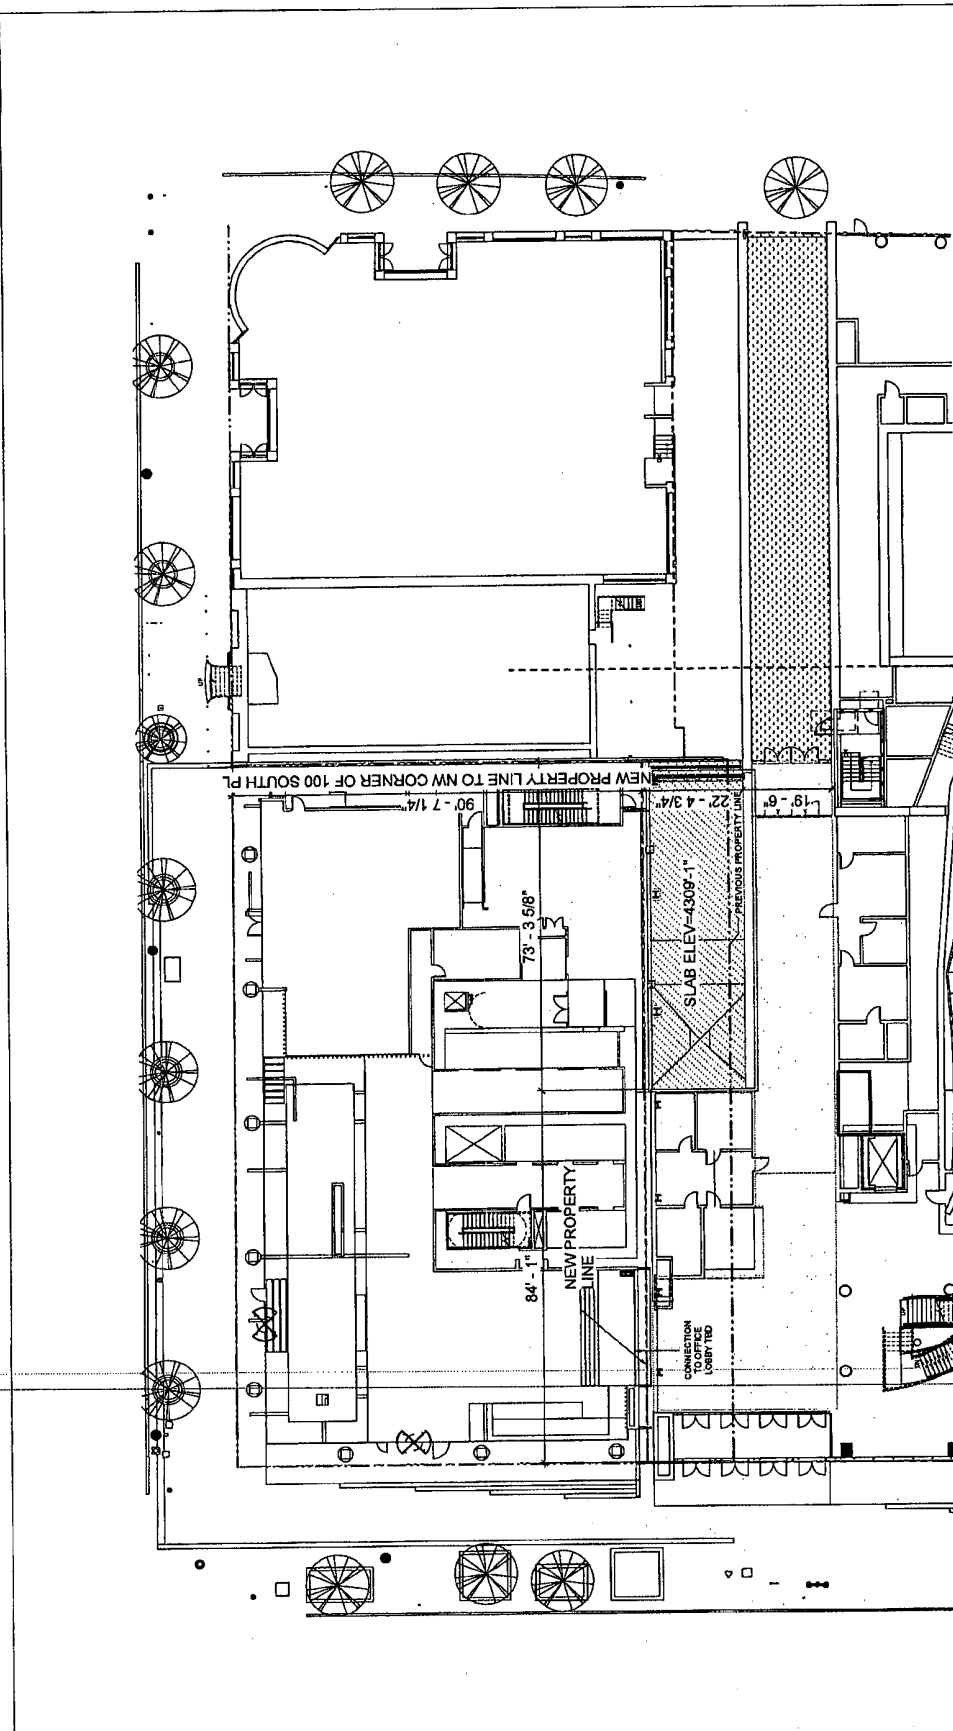 UP
NEW PROPERTY LINE TO NW CORNER OF 100 SOUTH PL
90' - 7 1/4"
22' - 4 3/4"
19' - 6"
PREVIOUS PROPERTY LINE
SLAB ELEV=4309'-1"
73' - 3 5/8"
84' - 1"
NEW PROPERTY
LINE
CONNECTION
TO OFFICE
LOBBY TBD
UP